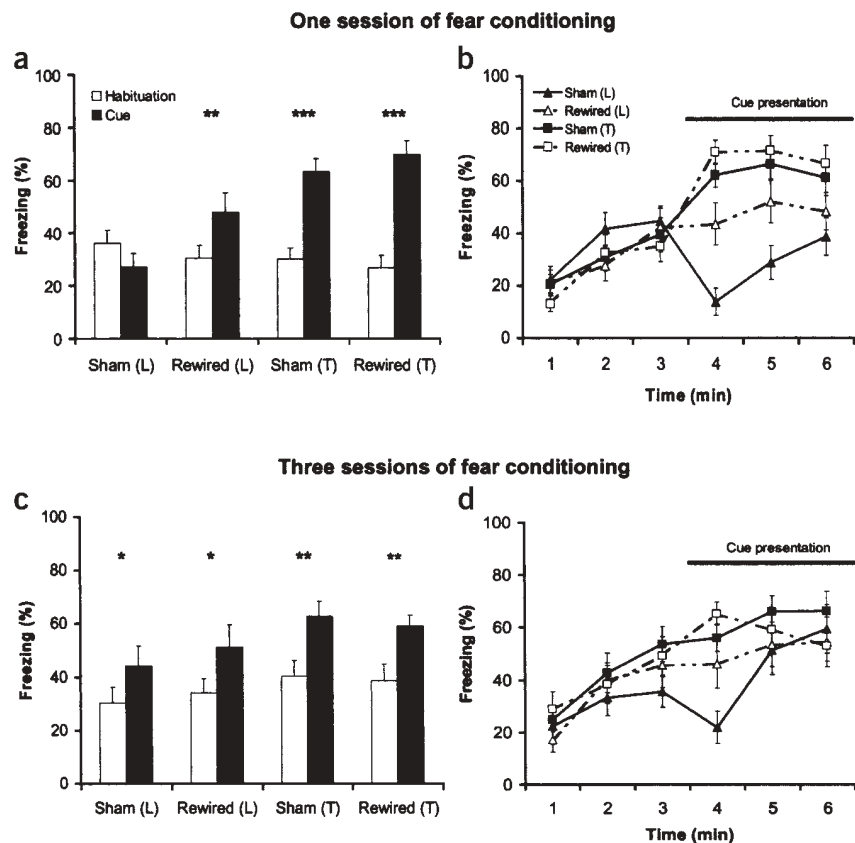 One session of fear conditioning
a
100
80
60
40
20
0
Freezing (%)
Habituation
Cue
**
***
***
Sham (L)
Rewired (L)
Sham (T)
Rewired (T)
b
100
80
60
40
20
0
Freezing (%)
Sham (L)
Rewired (L)
Sham (T)
Rewired (T)
Cue presentation
1 2 3 4 5 6
Time (min)
Three sessions of fear conditioning
c
100
80
60
40
20
0
Freezing (%)
*
*
**
**
Sham (L)
Rewired (L)
Sham (T)
Rewired (T)
d
100
80
60
40
20
0
Freezing (%)
Cue presentation
1 2 3 4 5 6
Time (min)